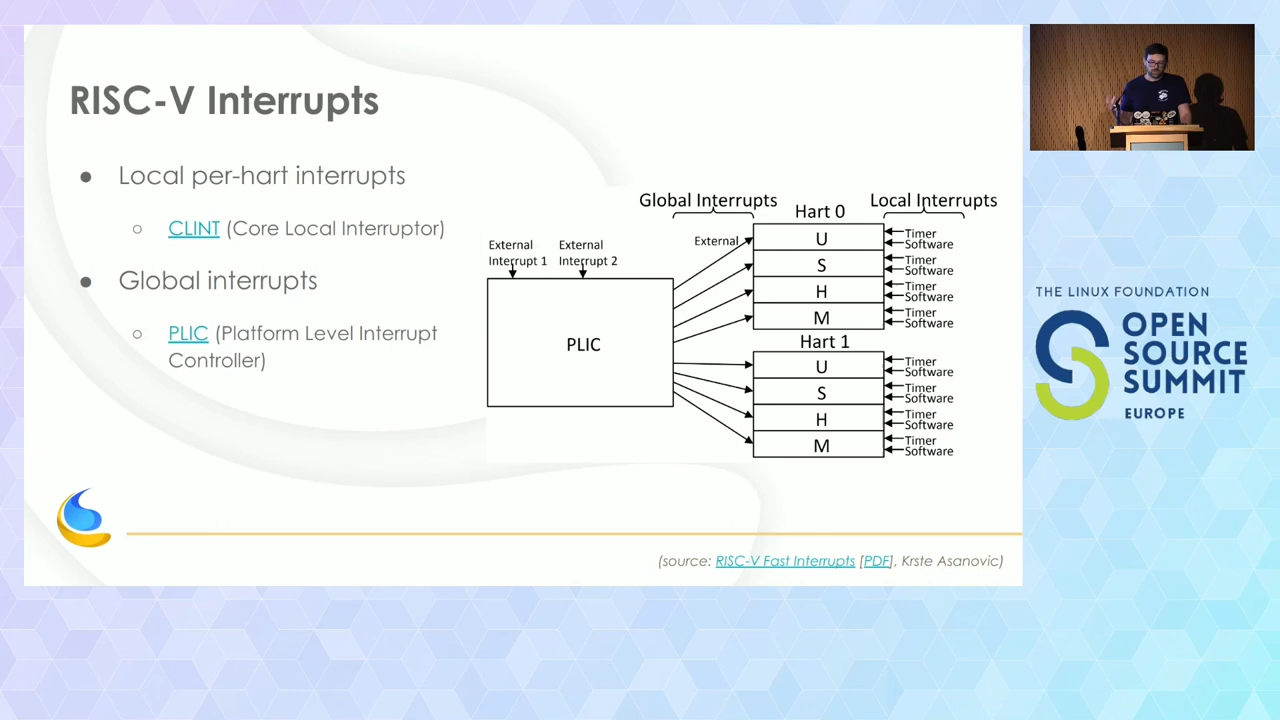 RISC-V Interrupts
● Local per-hart interrupts
○ CLINT (Core Local Interruptor)
● Global interrupts
○ PLIC (Platform Level Interrupt
Controller)
Global Interrupts
Local Interrupts
Hart 0
External
Interrupt 1
External
Interrupt 2
External
PLIC
U
Timer
Software
S
Timer
Software
H
Timer
Software
M
Timer
Software
Hart 1
U
Timer
Software
S
Timer
Software
H
Timer
Software
M
Timer
Software
(source: RISC-V Fast Interrupts [PDF], Krste Asanovic)
THE LINUX FOUNDATION
OPEN
SOURCE
SUMMIT
EUROPE